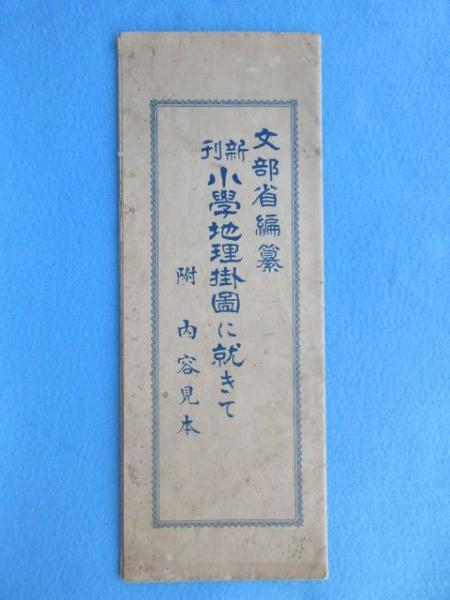 文部省編纂
新刊 小學地理掛圖に就きて
附 內容見本